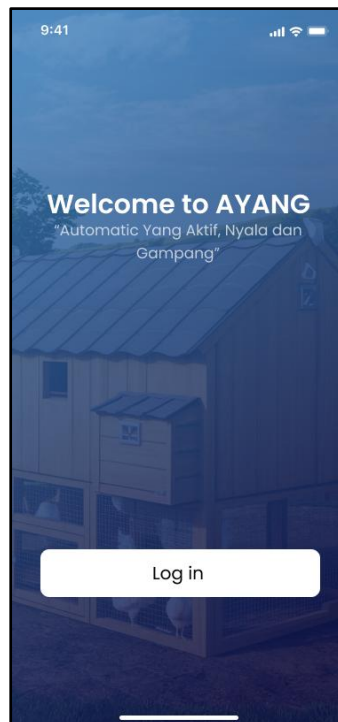 9:41
Welcome to AYANG
“Automatic Yang Aktif, Nyala dan
Gampang”
Log in